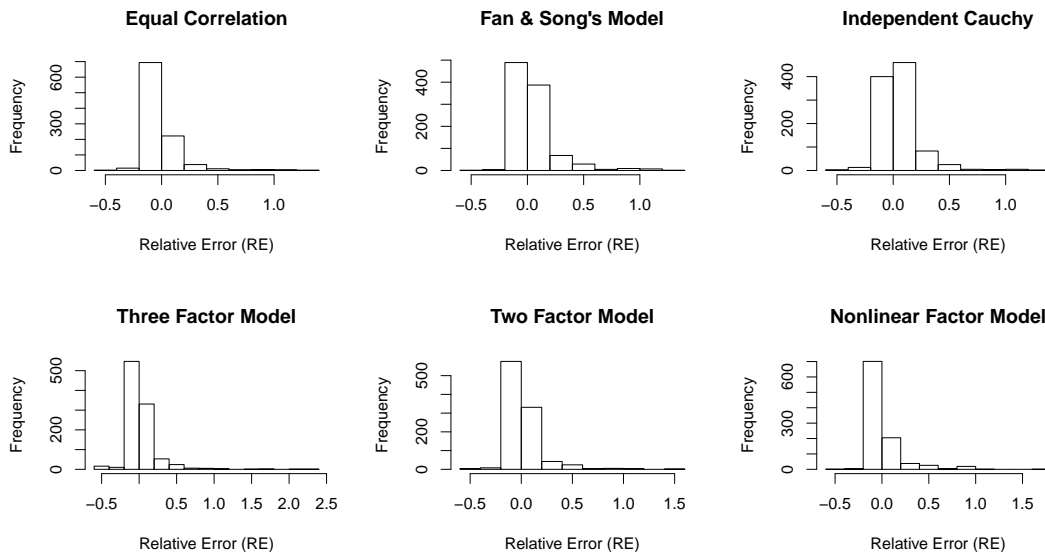 Equal Correlation
Frequency
0 300 600
−0.5 0.0 0.5 1.0
Relative Error (RE)
Fan & Song's Model
Frequency
0 200 400
−0.5 0.0 0.5 1.0
Relative Error (RE)
Independent Cauchy
Frequency
0 200 400
−0.5 0.0 0.5 1.0
Relative Error (RE)
Three Factor Model
Frequency
0 200 500
−0.5 0.5 1.0 1.5 2.0 2.5
Relative Error (RE)
Two Factor Model
Frequency
0 200 500
−0.5 0.0 0.5 1.0 1.5
Relative Error (RE)
Nonlinear Factor Model
Frequency
0 300 600
−0.5 0.0 0.5 1.0 1.5
Relative Error (RE)